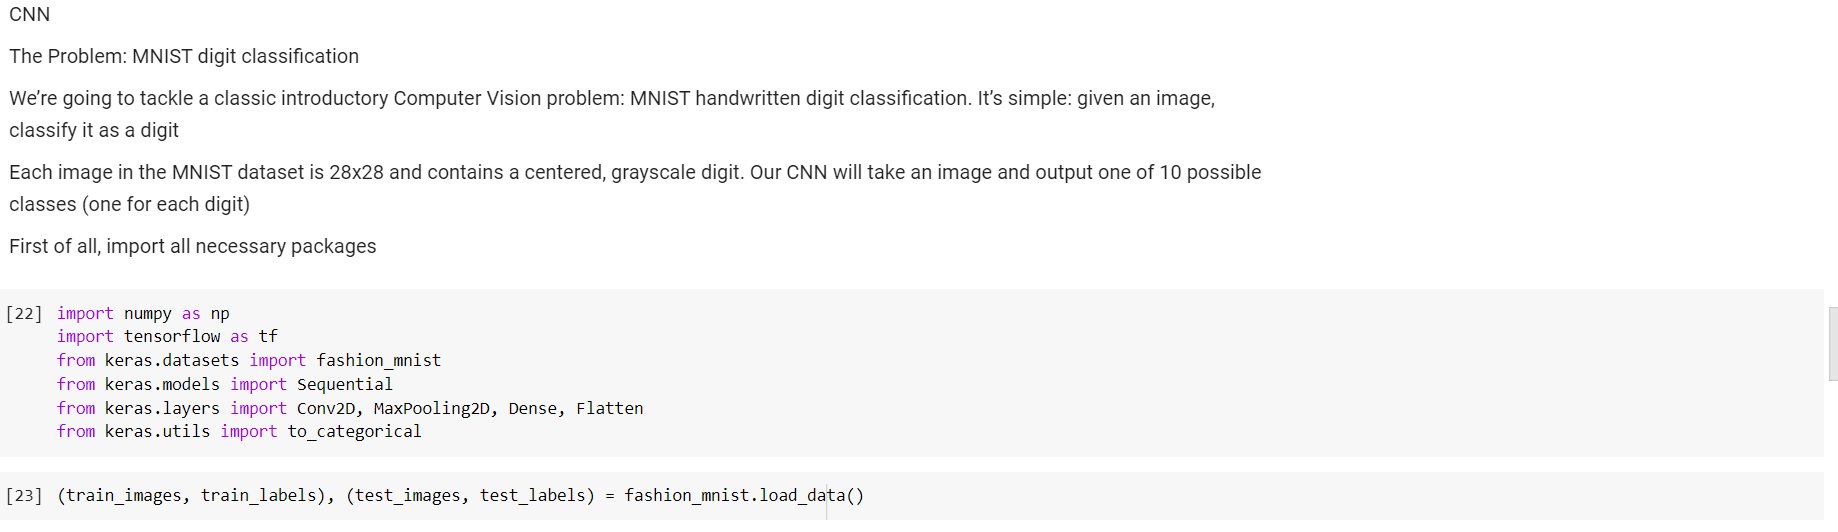 CNN
The Problem: MNIST digit classification
We’re going to tackle a classic introductory Computer Vision problem: MNIST handwritten digit classification. It’s simple: given an image,
classify it as a digit
Each image in the MNIST dataset is 28x28 and contains a centered, grayscale digit. Our CNN will take an image and output one of 10 possible
classes (one for each digit)
First of all, import all necessary packages
[22] import numpy as np
import tensorflow as tf
from keras.datasets import fashion_mnist
from keras.models import Sequential
from keras.layers import Conv2D, MaxPooling2D, Dense, Flatten
from keras.utils import to_categorical
[23] (train_images, train_labels), (test_images, test_labels) = fashion_mnist.load_data()